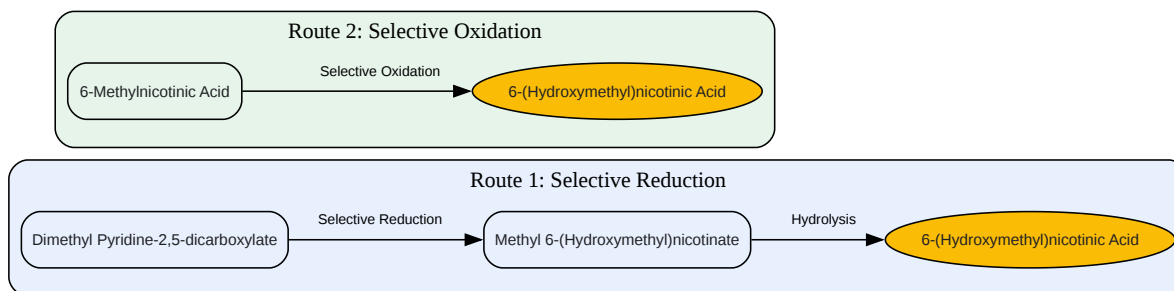 Route 2: Selective Oxidation
6-Methylnicotinic Acid
Selective Oxidation
6-(Hydroxymethyl)nicotinic Acid
Route 1: Selective Reduction
Dimethyl Pyridine-2,5-dicarboxylate
Selective Reduction
Methyl 6-(Hydroxymethyl)nicotinate
Hydrolysis
6-(Hydroxymethyl)nicotinic Acid